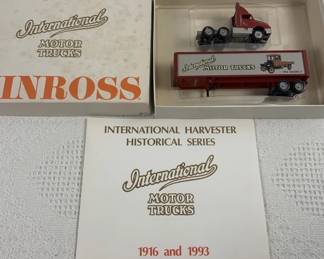 International
MOTOR
TRUCKS
INROSS
International
MOTOR TRUCKS
INTERNATIONAL HARVESTER
HISTORICAL SERIES
International
MOTOR
TRUCKS
1916 and 1993